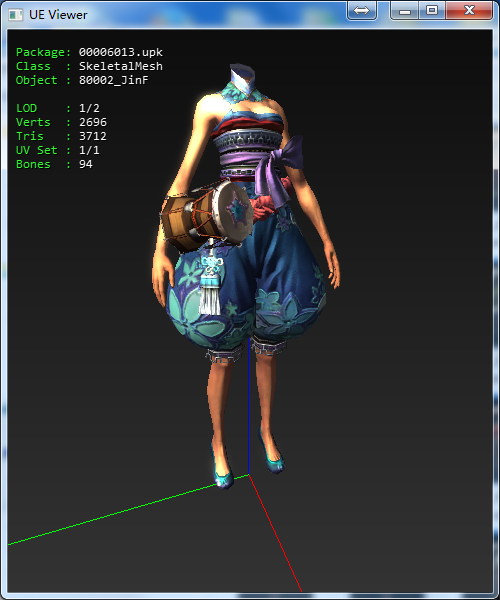 UE Viewer
Package: 00006013.upk
Class : SkeletalMesh
Object : 80002_JinF
LOD : 1/2
Verts : 2696
Tris : 3712
UV Set : 1/1
Bones : 94